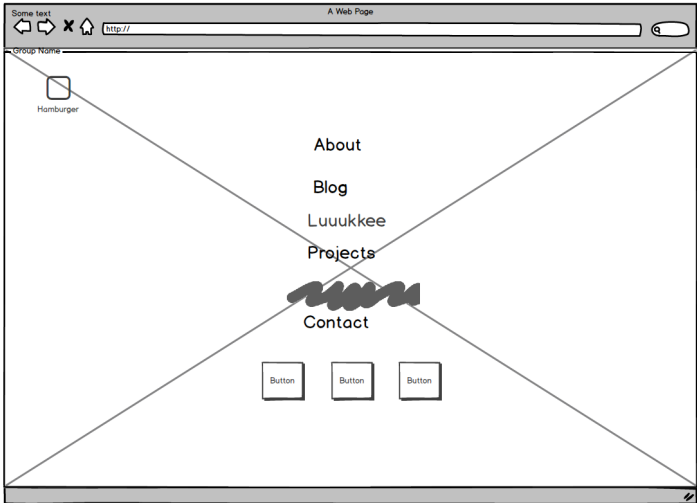 A Web Page
Some text
http://
Group Name
Hamburger
About
Blog
Luuukkee
Projects
Contact
Button Button Button